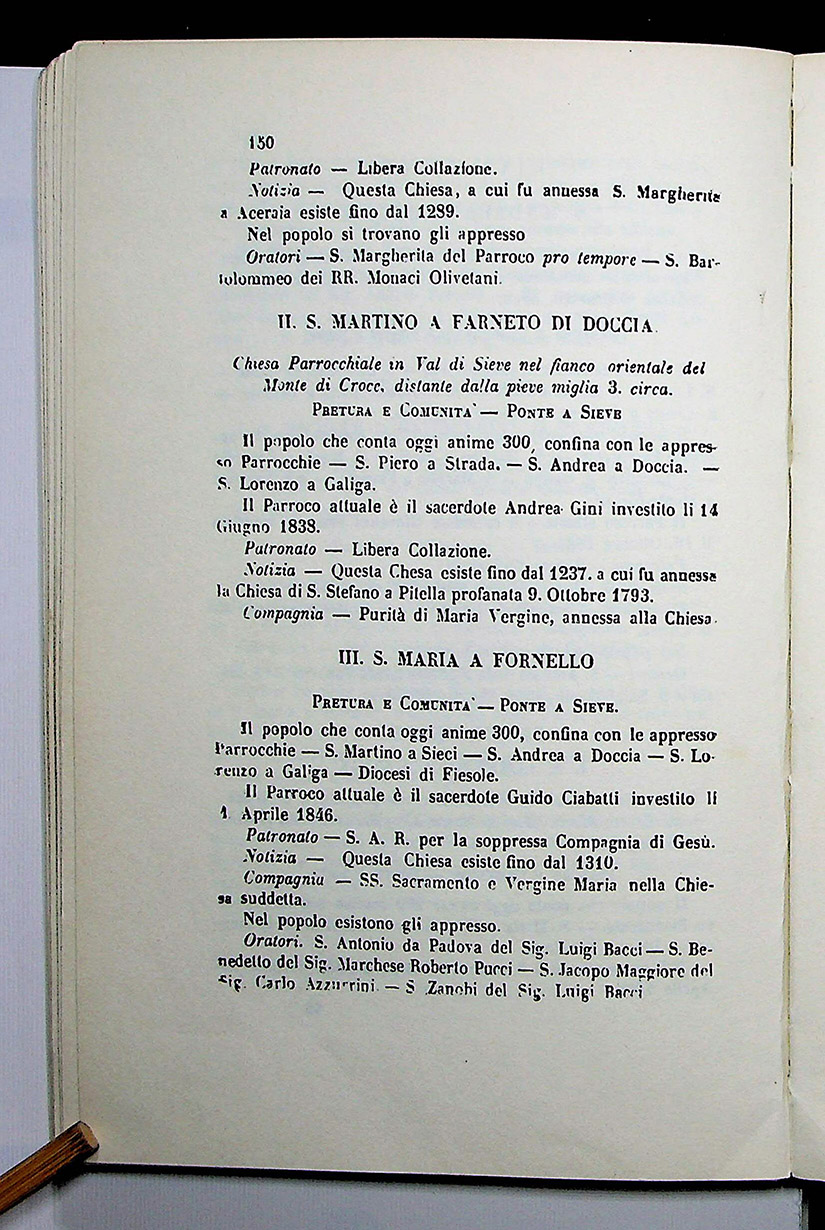 150
Patronato — Libera Collazione.
Notizia — Questa Chiesa, a cui fu annessa S. Margherita
a Aceraia esiste fino dal 1289.
Nel popolo si trovano gli appresso
Oratori — S. Margherita del Parroco pro tempore — S. Bar-
tolommeo dei RR. Monaci Olivetani.
II. S. MARTINO A FARNETO DI DOCCIA
Chiesa Parrocchiale in Val di Sieve nel fianco orientale del
Monte di Croce, distante dalla pieve miglia 3. circa.
PRETURA E COMUNITA` — PONTE A SIEVE
Il popolo che conta oggi anime 300, confina con le appres-
so Parrocchie — S. Piero a Strada. — S. Andrea a Doccia. —
S. Lorenzo a Galiga.
Il Parroco attuale è il sacerdote Andrea Gini investito li 14
Giugno 1838.
Patronato — Libera Collazione.
Notizia — Questa Chesa esiste fino dal 1237. a cui fu annessa
la Chiesa di S. Stefano a Pitella profanata 9. Ottobre 1793.
Compagnia — Purità di Maria Vergine, annessa alla Chiesa.
III. S. MARIA A FORNELLO
PRETURA E COMUNITA` — PONTE A SIEVE.
Il popolo che conta oggi anime 300, confina con le appresso
Parrocchie — S. Martino a Sieci — S. Andrea a Doccia — S. Lo-
renzo a Galiga — Diocesi di Fiesole.
Il Parroco attuale è il sacerdote Guido Ciabatti investito li
1 Aprile 1846.
Patronato — S. A. R. per la soppressa Compagnia di Gesù.
Notizia — Questa Chiesa esiste fino dal 1310.
Compagnia — SS. Sacramento e Vergine Maria nella Chie-
sa suddetta.
Nel popolo esistono gli appresso.
Oratori. S. Antonio da Padova del Sig. Luigi Bacci — S. Be-
nedetto del Sig. Marchese Roberto Pucci — S. Jacopo Maggiore del
Sig. Carlo Azzurrini. — S Zanobi del Sig. Luigi Bacci